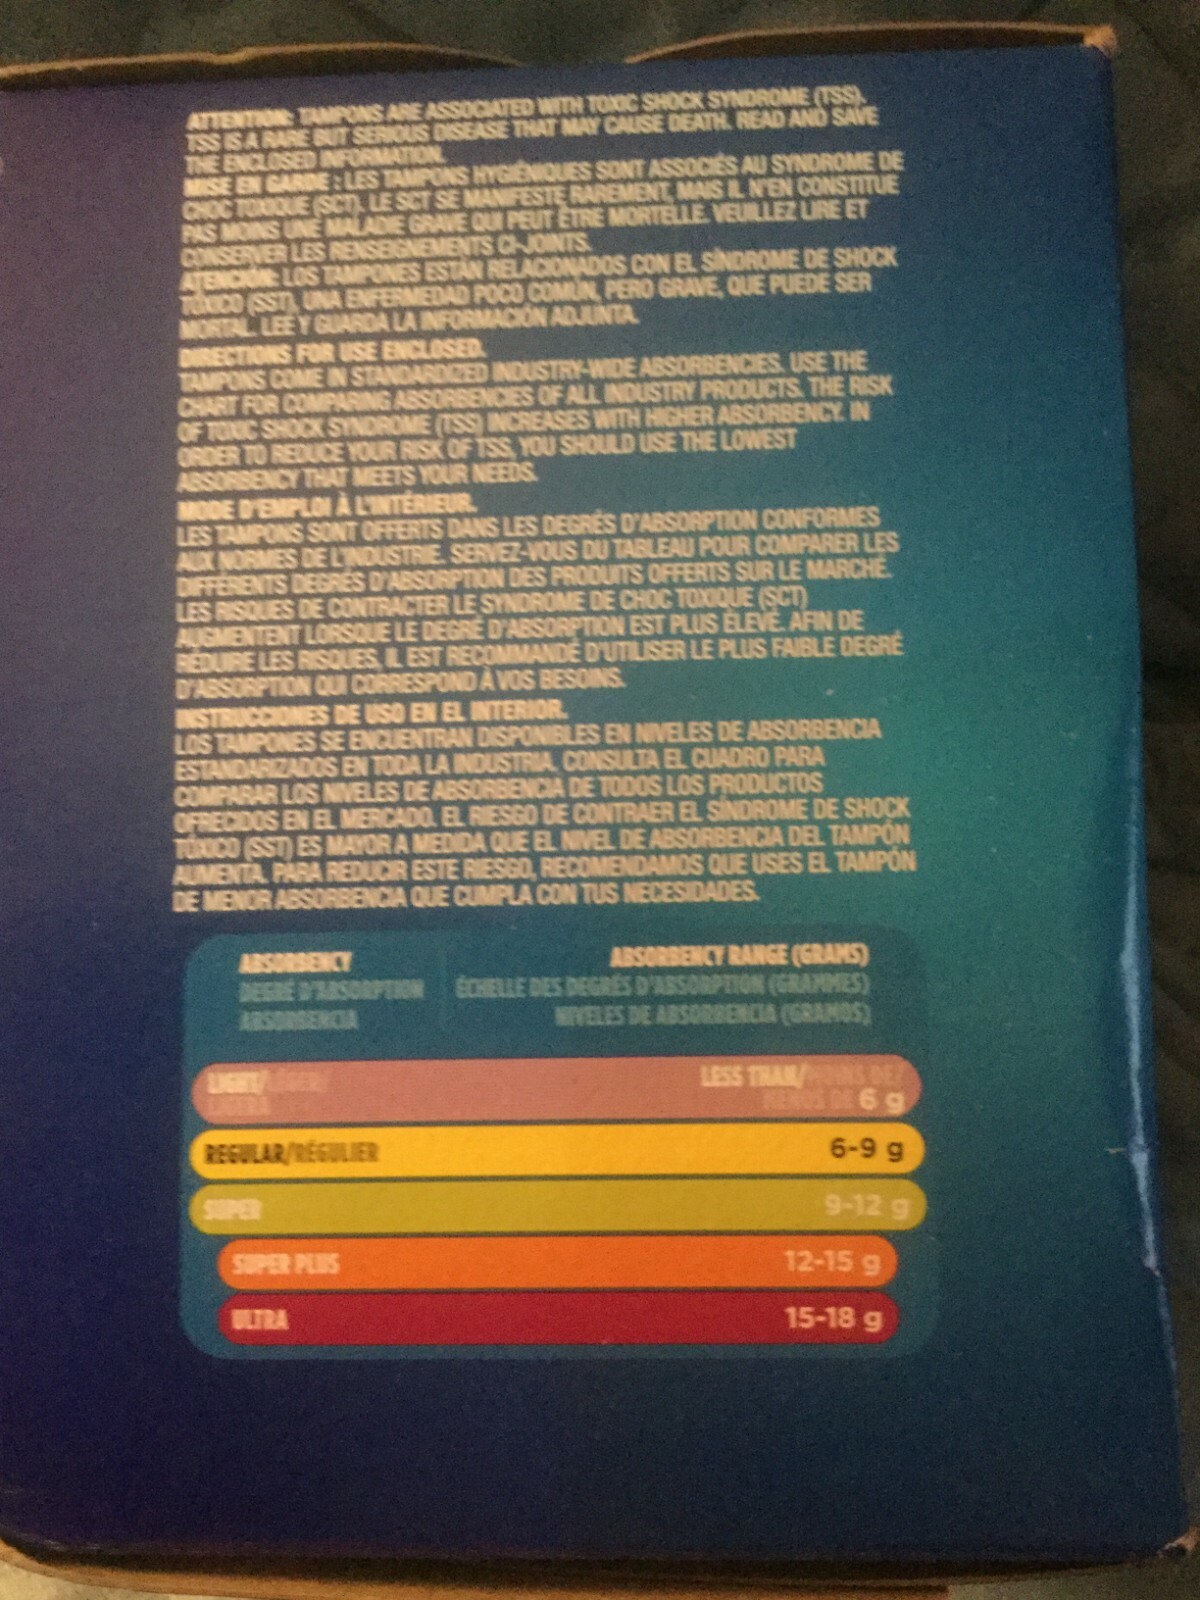 ATTENTION: TAMPONS ARE ASSOCIATED WITH TOXIC SHOCK SYNDROME (TSS).
TSS IS A RARE BUT SERIOUS DISEASE THAT MAY CAUSE DEATH. READ AND SAVE
THE ENCLOSED INFORMATION.
MISE EN GARDE : LES TAMPONS HYGIÉNIQUES SONT ASSOCIÉS AU SYNDROME DE
CHOC TOXIQUE (SCT). LE SCT SE MANIFESTE RAREMENT, MAIS IL N'EN CONSTITUE
PAS MOINS UNE MALADIE GRAVE QUI PEUT ÊTRE MORTELLE. VEUILLEZ LIRE ET
CONSERVER LES RENSEIGNEMENTS CI-JOINTS.
ATENCIÓN: LOS TAMPONES ESTÁN RELACIONADOS CON EL SÍNDROME DE SHOCK
TÓXICO (SST), UNA ENFERMEDAD POCO COMÚN, PERO GRAVE, QUE PUEDE SER
MORTAL. LEE Y GUARDA LA INFORMACIÓN ADJUNTA.
DIRECTIONS FOR USE ENCLOSED.
TAMPONS COME IN STANDARDIZED INDUSTRY-WIDE ABSORBENCIES. USE THE
CHART FOR COMPARING ABSORBENCIES OF ALL INDUSTRY PRODUCTS. THE RISK
OF TOXIC SHOCK SYNDROME (TSS) INCREASES WITH HIGHER ABSORBENCY. IN
ORDER TO REDUCE YOUR RISK OF TSS, YOU SHOULD USE THE LOWEST
ABSORBENCY THAT MEETS YOUR NEEDS.
MODE D'EMPLOI À L'INTÉRIEUR.
LES TAMPONS SONT OFFERTS DANS LES DEGRÉS D'ABSORPTION CONFORMES
AUX NORMES DE L'INDUSTRIE. SERVEZ-VOUS DU TABLEAU POUR COMPARER LES
DIFFÉRENTS DEGRÉS D'ABSORPTION DES PRODUITS OFFERTS SUR LE MARCHÉ.
LES RISQUES DE CONTRACTER LE SYNDROME DE CHOC TOXIQUE (SCT)
AUGMENTENT LORSQUE LE DEGRÉ D'ABSORPTION EST PLUS ÉLEVÉ. AFIN DE
RÉDUIRE LES RISQUES, IL EST RECOMMANDÉ D'UTILISER LE PLUS FAIBLE DEGRÉ
D'ABSORPTION QUI CORRESPOND À VOS BESOINS.
INSTRUCCIONES DE USO EN EL INTERIOR.
LOS TAMPONES SE ENCUENTRAN DISPONIBLES EN NIVELES DE ABSORBENCIA
ESTANDARIZADOS EN TODA LA INDUSTRIA. CONSULTA EL CUADRO PARA
COMPARAR LOS NIVELES DE ABSORBENCIA DE TODOS LOS PRODUCTOS
OFRECIDOS EN EL MERCADO. EL RIESGO DE CONTRAER EL SÍNDROME DE SHOCK
TÓXICO (SST) ES MAYOR A MEDIDA QUE EL NIVEL DE ABSORBENCIA DEL TAMPÓN
AUMENTA. PARA REDUCIR ESTE RIESGO, RECOMENDAMOS QUE USES EL TAMPÓN
DE MENOR ABSORBENCIA QUE CUMPLA CON TUS NECESIDADES.
ABSORBENCY ABSORBENCY RANGE (GRAMS)
DEGRÉ D'ABSORPTION ÉCHELLE DES DEGRÉS D'ABSORPTION (GRAMMES)
ABSORBENCIA NIVELES DE ABSORBENCIA (GRAMOS)
LIGHT/LÉGER/ LESS THAN/MOINS DE/
LIGERA MENOS DE 6 g
REGULAR/RÉGULIER 6-9 g
SUPER 9-12 g
SUPER PLUS 12-15 g
ULTRA 15-18 g